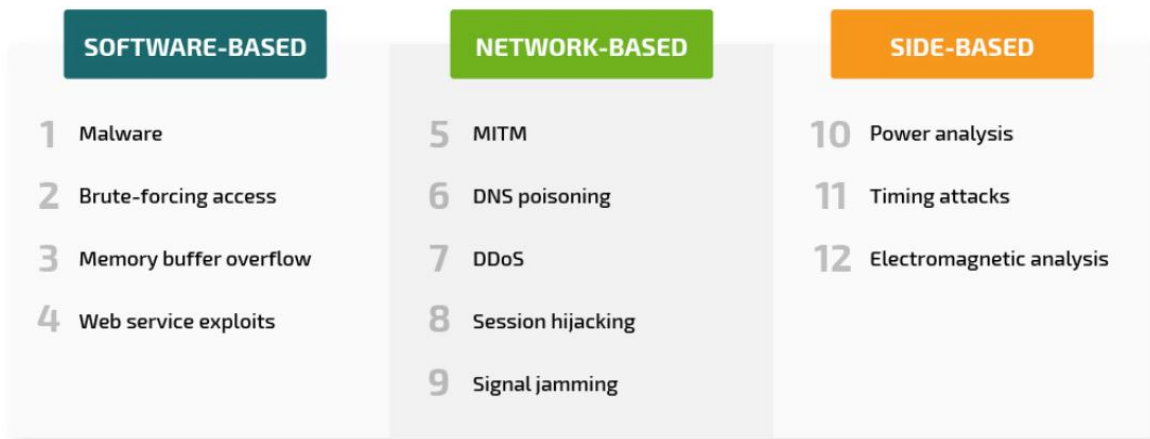 SOFTWARE-BASED
1 Malware
2 Brute-forcing access
3 Memory buffer overflow
4 Web service exploits
NETWORK-BASED
5 MITM
6 DNS poisoning
7 DDoS
8 Session hijacking
9 Signal jamming
SIDE-BASED
10 Power analysis
11 Timing attacks
12 Electromagnetic analysis